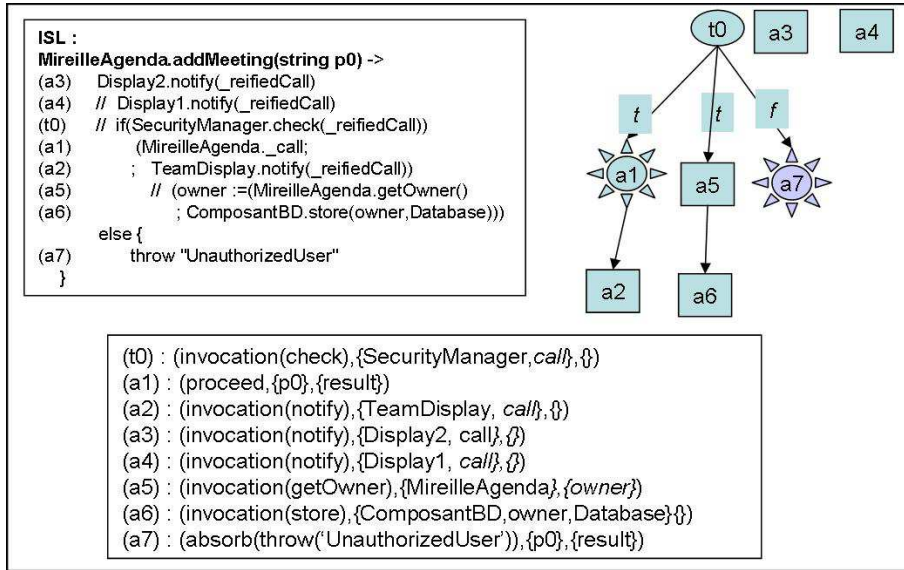 ISL :
MireilleAgenda.addMeeting(string p0) ->
(a3) Display2.notify(_reifiedCall)
(a4) // Display1.notify(_reifiedCall)
(t0) // if(SecurityManager.check(_reifiedCall))
(a1) (MireilleAgenda._call;
(a2) ; TeamDisplay.notify(_reifiedCall))
(a5) // (owner :=(MireilleAgenda.getOwner()
(a6) ; ComposantBD.store(owner,Database)))
else {
(a7) throw "UnauthorizedUser"
}
t0
a3
a4
t
t
f
a1
a5
a7
a2
a6
(t0) : (invocation(check),{SecurityManager,call},{})
(a1) : (proceed,{p0},{result})
(a2) : (invocation(notify),{TeamDisplay, call},{})
(a3) : (invocation(notify),{Display2, call},{})
(a4) : (invocation(notify),{Display1, call},{})
(a5) : (invocation(getOwner),{MireilleAgenda},{owner})
(a6) : (invocation(store),{ComposantBD,owner,Database}{})
(a7) : (absorb(throw(‘UnauthorizedUser’)),{p0},{result})